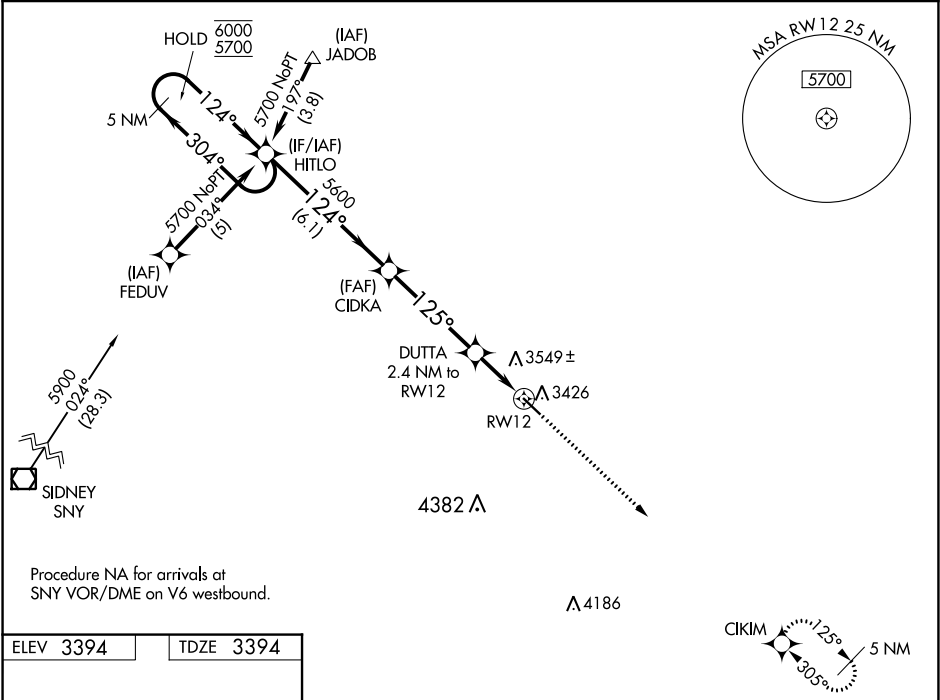 HOLD 6000
5700
(IAF)
JADOB
MSA RW12 25 NM
5700
5700 NoPT
197°
(3.8)
124°
5 NM
304°
(IF/IAF)
HITLO
5700 NoPT
034°
(5)
5600
124°
(6.1)
(IAF)
FEDUV
(FAF)
CIDKA
125°
DUTTA
2.4 NM to
RW12
3549±
3426
RW12
5900
024°
(28.3)
SIDNEY
SNY
4382
Procedure NA for arrivals at
SNY VOR/DME on V6 westbound.
4186
CIKIM
125°
305°
5 NM
ELEV 3394
TDZE 3394